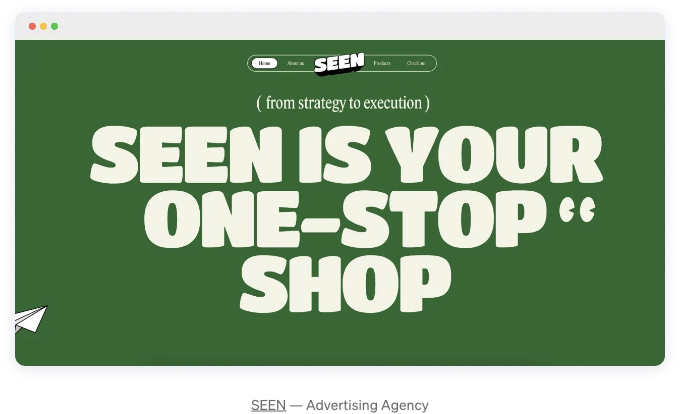 Home About us SEEN Products Checkout
( from strategy to execution )
SEEN IS YOUR
ONE-STOP “
SHOP
SEEN — Advertising Agency